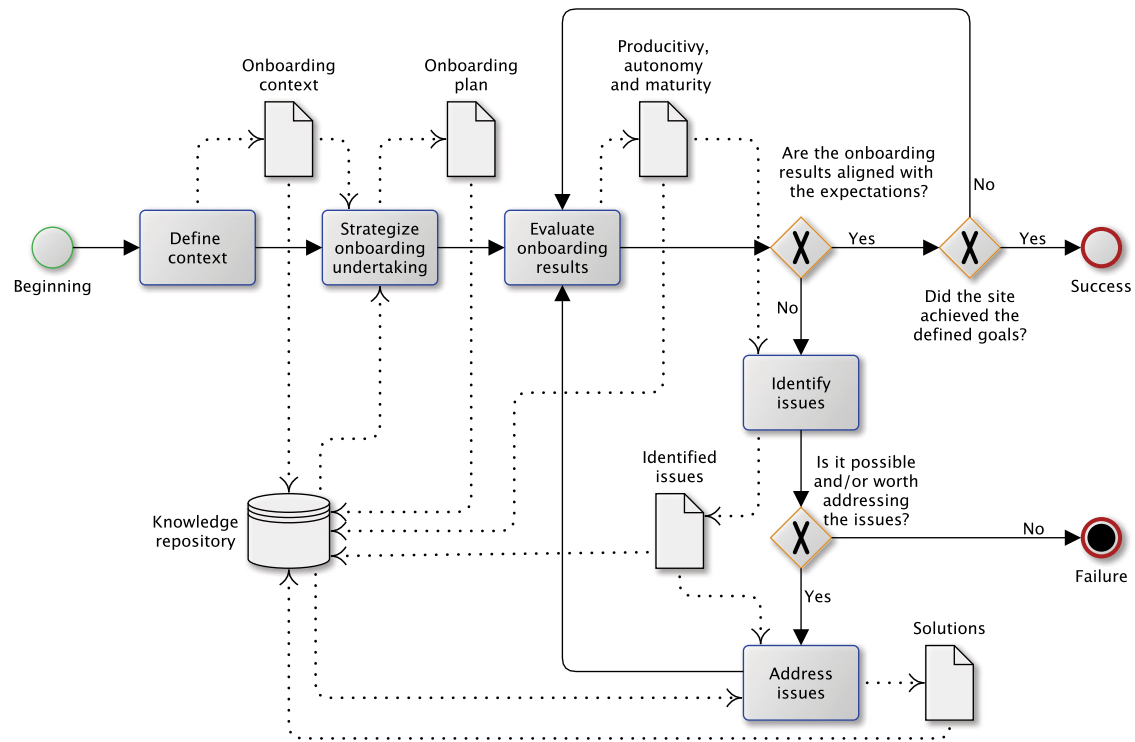 Onboarding
context
Onboarding
plan
Producitivy,
autonomy
and maturity
Are the onboarding
results aligned with
the expectations?
No
Beginning
Define
context
Strategize
onboarding
undertaking
Evaluate
onboarding
results
X
Yes
X
Yes
Success
Did the site
achieved the
defined goals?
No
Identify
issues
Identified
issues
Is it possible
and/or worth
addressing
the issues?
Knowledge
repository
X
No
Failure
Yes
Solutions
Address
issues